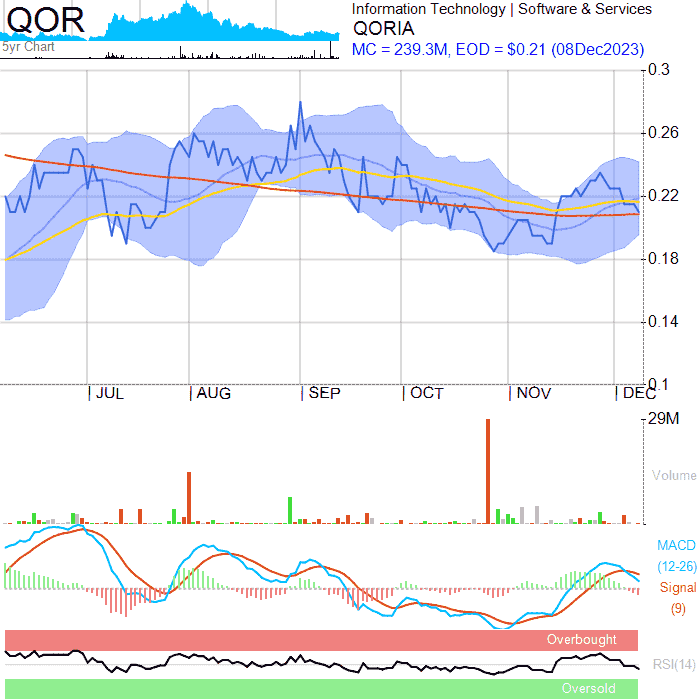 QOR
5yr Chart
Information Technology | Software & Services
QORIA
MC = 239.3M, EOD = $0.21 (08Dec2023)
0.3
0.26
0.22
0.18
0.14
0.1
JUL AUG SEP OCT NOV DEC
29M
Volume
MACD
(12-26)
Signal
(9)
Overbought
RSI(14)
Oversold